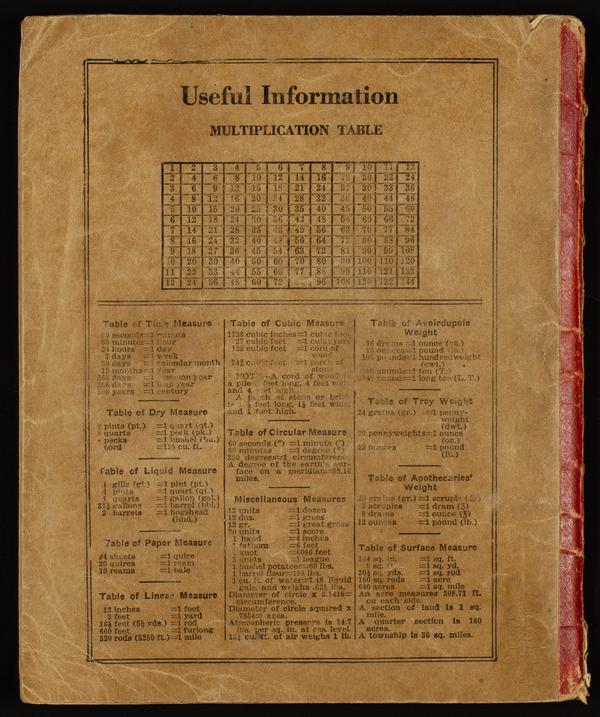 Useful Information
MULTIPLICATION TABLE
1 2 3 4 5 6 7 8 9 10 11 12
2 4 6 8 10 12 14 16 20 22 24
3 6 9 12 15 18 21 24 27 30 33 36
4 8 12 16 20 24 28 32 36 40 44 48
5 10 15 20 25 30 35 40 45 50 55 60
6 12 18 24 30 36 42 48 54 60 66 72
7 14 21 28 35 42 49 56 63 70 77 84
8 16 24 32 40 48 56 64 72 80 88 96
9 18 27 36 45 54 63 72 81 90 99 108
10 20 30 40 50 60 70 80 90 100 110 120
11 22 33 44 55 66 77 88 99 110 121 132
12 24 36 48 60 72 96 108 120 132 144
Table of Time Measure
60 seconds=1 minute
60 minutes=1 hour
24 hours =1 day
7 days =1 week
30 days =1 calendar month
12 months=1 year
365 days =1 common year
366 days =1 leap year
100 years =1 century
Table of Dry Measure
2 pints (pt.) =1 quart (qt.)
8 quarts =1 peck (pk.)
4 pecks =1 bushel (bu.)
cord =128 cu. ft.
Table of Liquid Measure
4 gills (gi.) =1 pint (pt.)
2 pints =1 quart (qt.)
4 quarts =1 gallon (gal.)
31½ gallons =1 barrel (bbl.)
2 barrels =1 hogshead
(hhd.)
Table of Paper Measure
24 sheets =1 quire
20 quires =1 ream
10 reams =1 bale
Table of Linear Measure
12 inches =1 foot
3 feet =1 yard
16½ feet (5½ yds.) =1 rod
660 feet =1 furlong
320 rods (5280 ft.) =1 mile
Table of Cubic Measure
1728 cubic inches=1 cubic foot
27 cubic feet =1 cubic yard
128 cubic feet =1 cord of
wood
24¾ cubic feet =1 perch of
stone
NOTE—A cord of wood
a pile feet long, 4 feet wide
and 4 feet high.
A perch of stone or brick
is feet long, 1½ feet wide
and 1 foot high.
Table of Circular Measure
60 seconds (") =1 minute (')
60 minutes =1 degree (°)
360 degrees=1 circumference
A degree of the earth's sur-
face on a meridian=69.16
miles.
Miscellaneous Measures
12 units =1 dozen
12 doz. =1 gross
12 gr. =1 great gross
20 units =1 score
1 hand =4 inches
1 fathom =6 feet
1 knot =6086 feet
3 knots =1 league
1 bushel potatoes=60 lbs.
1 barrel flour=196 lbs.
1 cu. ft. of water=7.48 liquid
gals. and weighs .62½ lbs.
Diameter of circle x 3.1416=
circumference.
Diameter of circle squared x
.7854= area.
Atmospheric pressure is 14.7
lbs. per sq. in. at sea level.
cu. ft. of air weighs 1 lb.
Table of Avoirdupois
Weight
16 drams =1 ounce (oz.)
16 ounces=1 pound (lb.)
100 pounds=1 hundredweight
(cwt.)
pounds=1 ton (T.)
pounds=1 long ton (L. T.)
Table of Troy Weight
24 grains (gr.) =1 penny-
weight
(dwt.)
20 pennyweights=1 ounce
(oz.)
12 ounces =1 pound
(lb.)
Table of Apothecaries'
Weight
20 grains (gr.) =1 scruple
3 scruples =1 dram (ʒ)
8 drams =1 ounce (℥)
12 ounces =1 pound (lb.)
Table of Surface Measure
144 sq. in. =1 sq. ft.
9 sq. ft. =1 sq. yd.
30¼ sq. yds. =1 sq. rod
160 sq. rods =1 acre
640 acres =1 sq. mile
An acre measures 208.71 ft.
on each side.
A section of land is 1 sq.
mile.
A quarter section is 160
acres.
A township is 36 sq. miles.